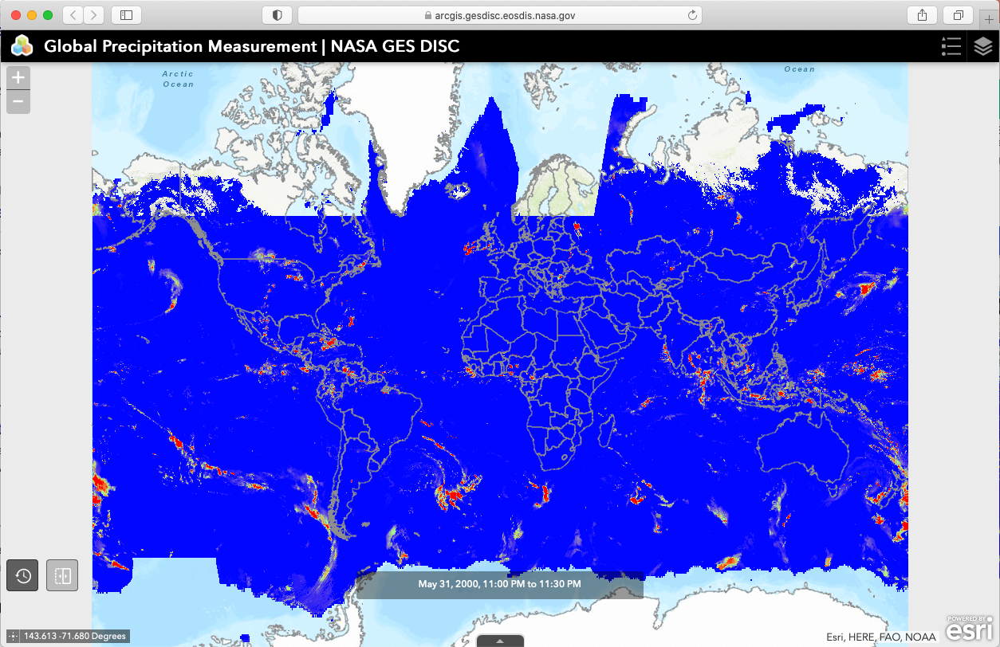 arcgis.gesdisc.eosdis.nasa.gov
Global Precipitation Measurement | NASA GES DISC
Arctic
Ocean
Ocean
May 31, 2000, 11:00 PM to 11:30 PM
143.613 -71.680 Degrees
Esri, HERE, FAO, NOAA
POWERED BY
esri